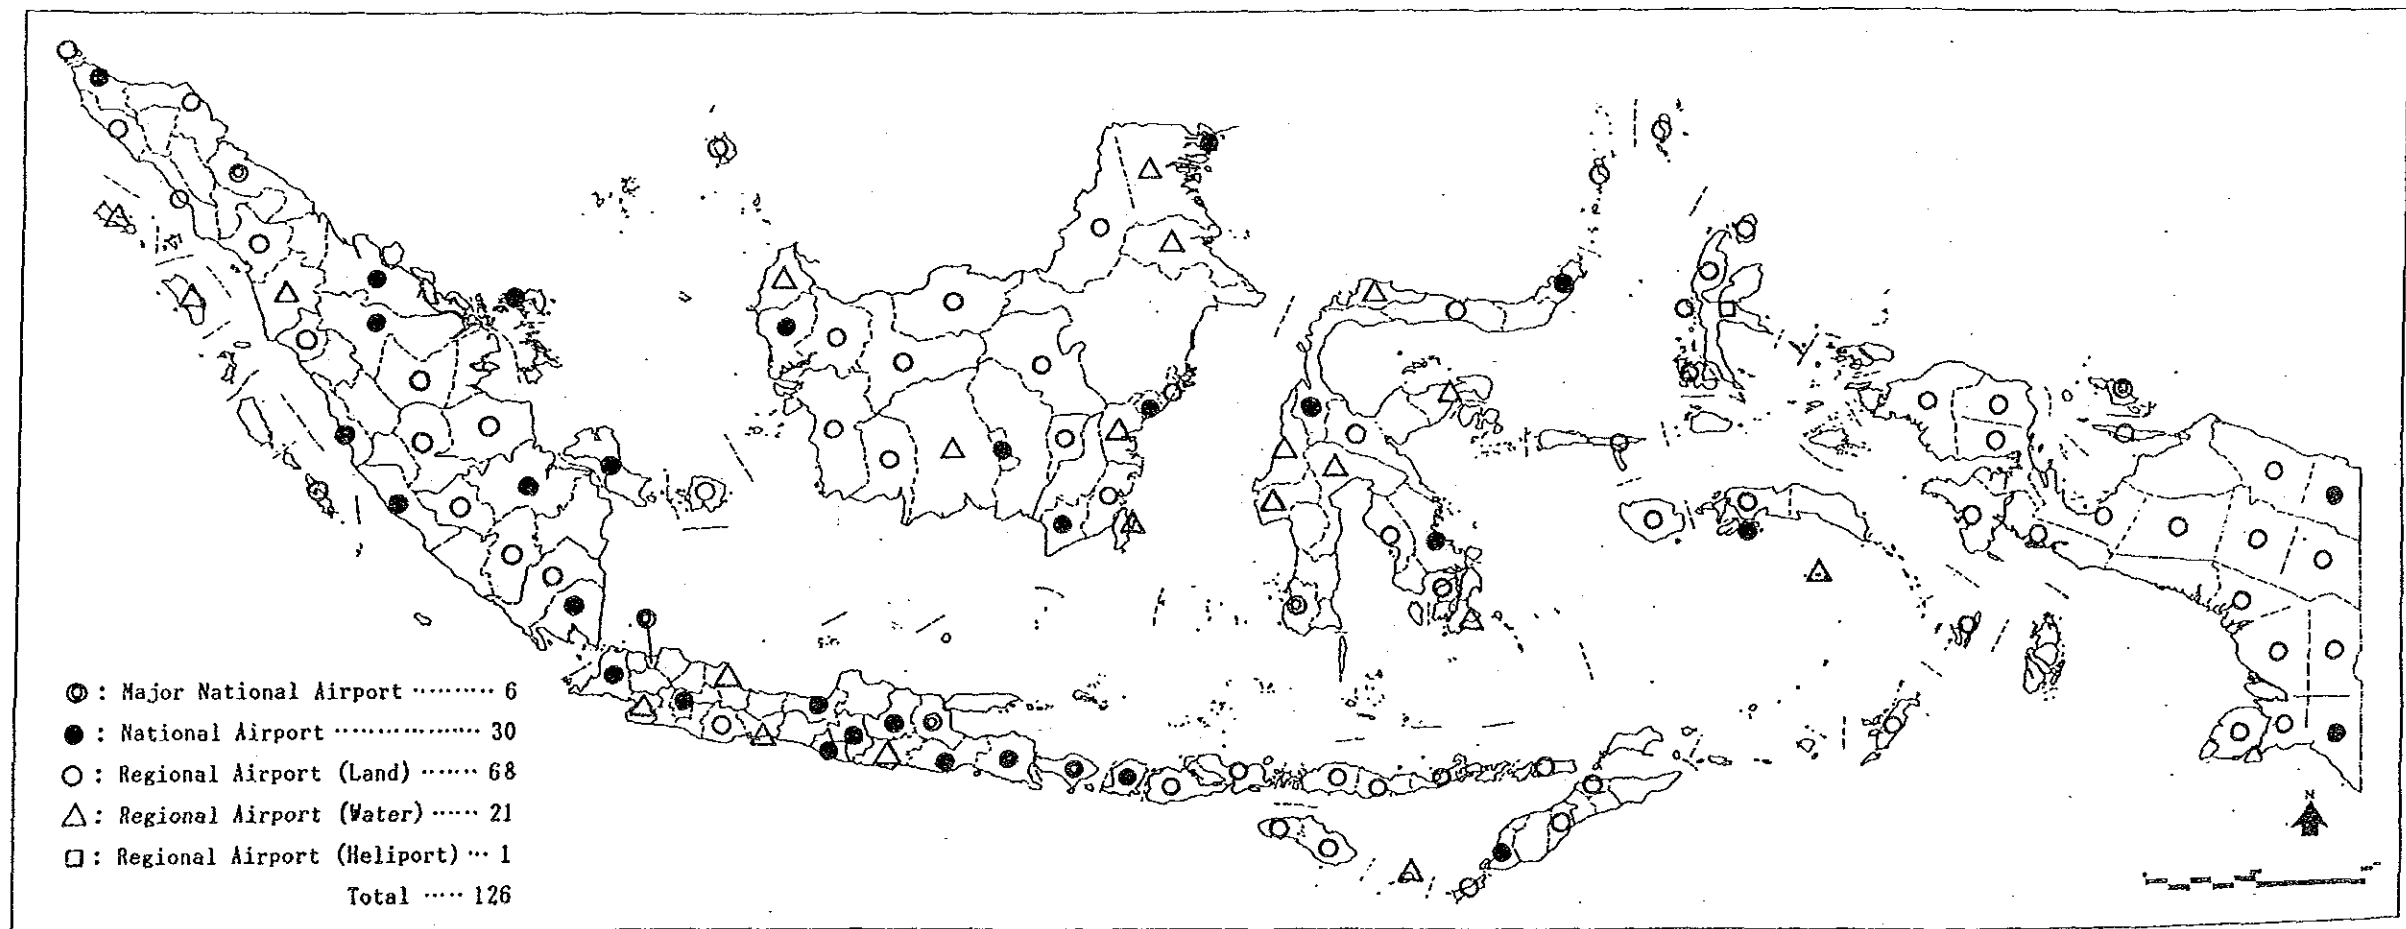 ◎ : Major National Airport ·········· 6
● : National Airport ·················· 30
○ : Regional Airport (Land) ······· 68
△ : Regional Airport (Water) ······ 21
□ : Regional Airport (Heliport) ··· 1
Total ····· 126
N